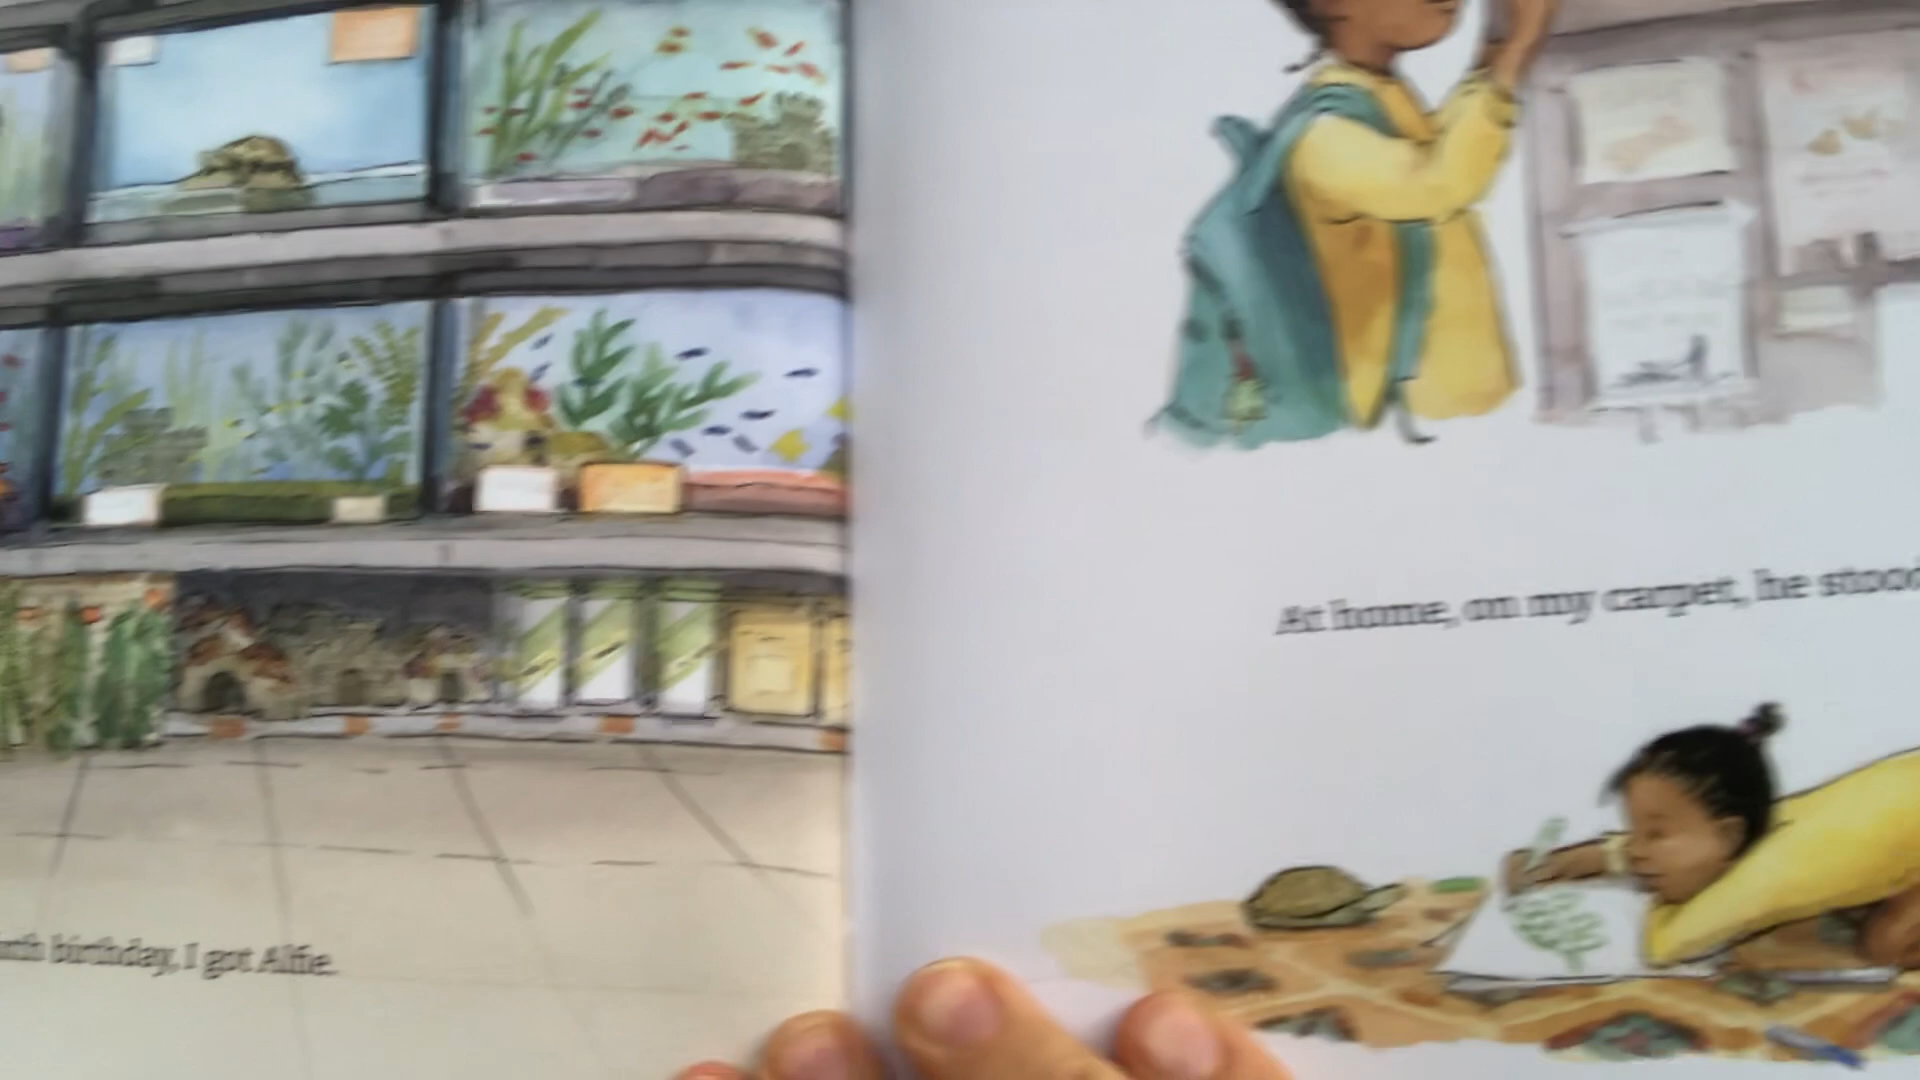 birthday, I got Alfie.
At home, on my carpet, he stood